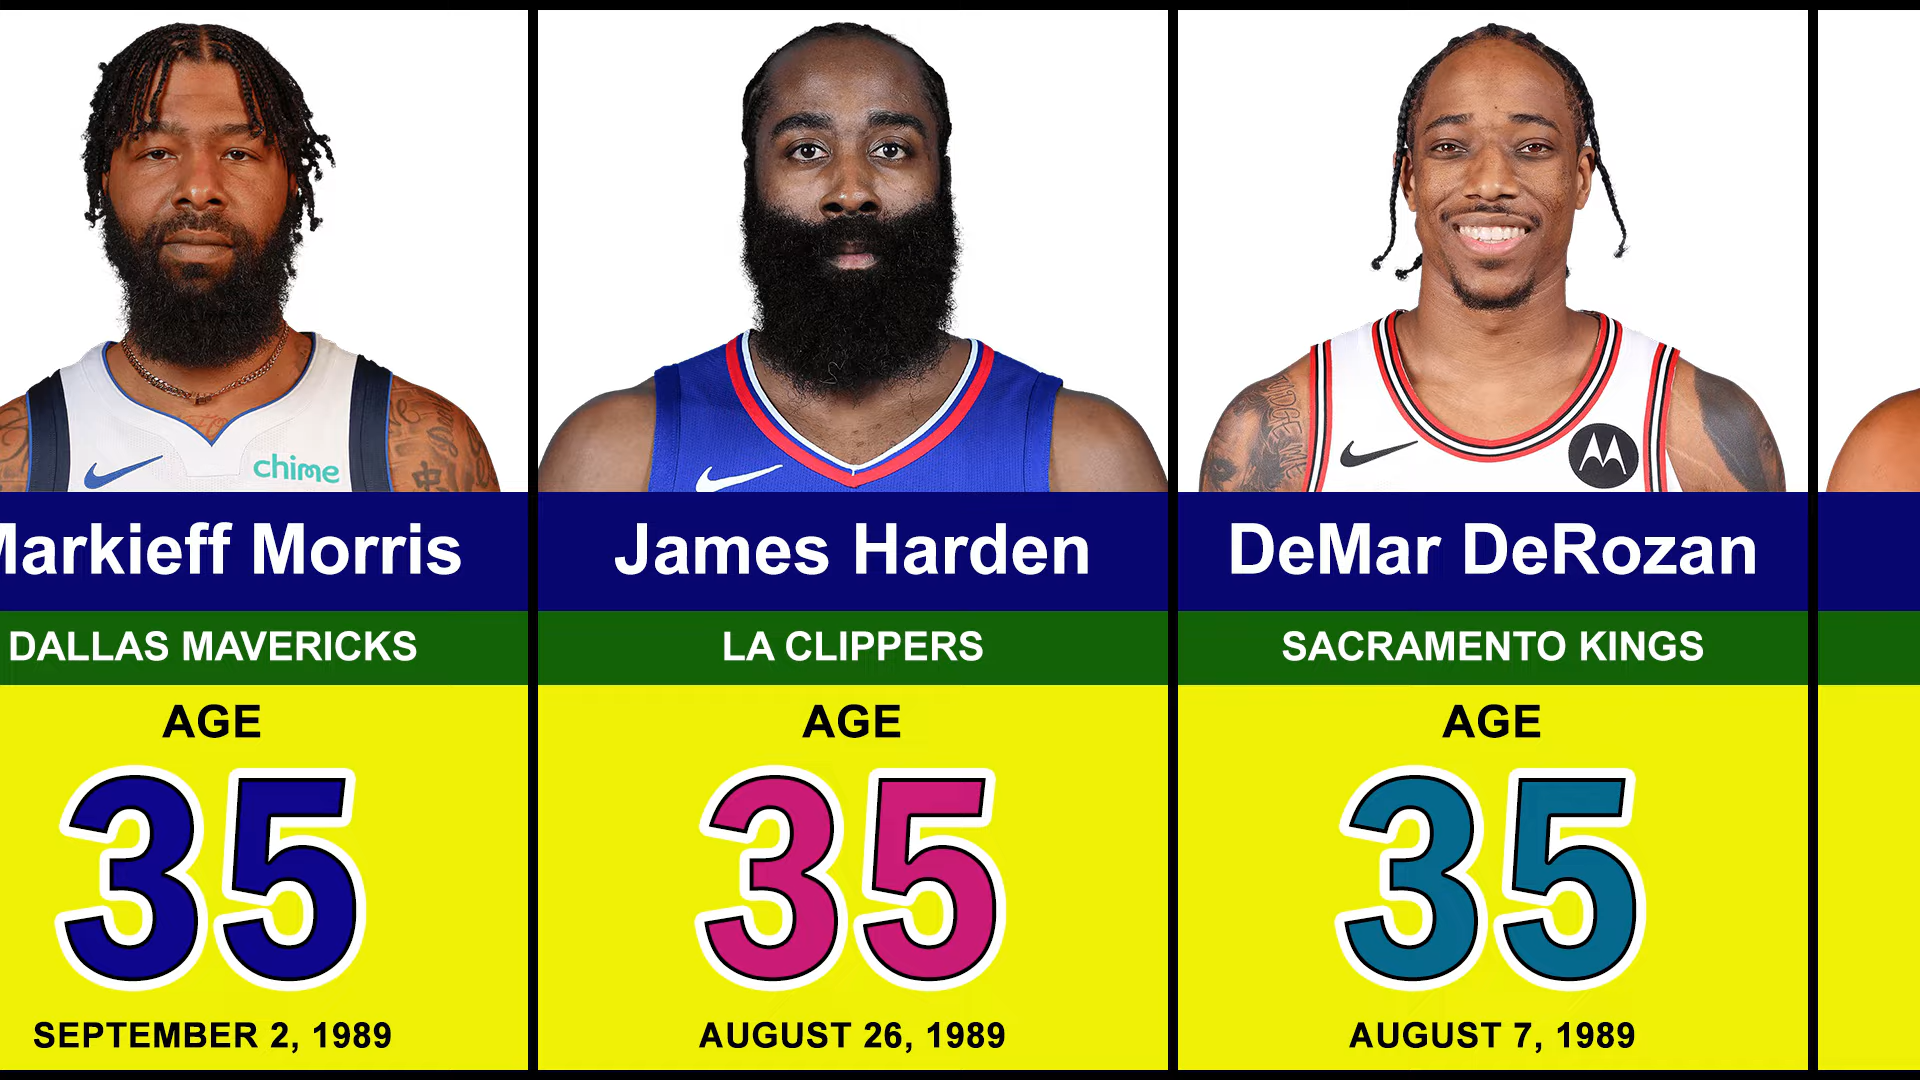 chime
Markieff Morris
DALLAS MAVERICKS
AGE
35
SEPTEMBER 2, 1989
James Harden
LA CLIPPERS
AGE
35
AUGUST 26, 1989
DeMar DeRozan
SACRAMENTO KINGS
AGE
35
AUGUST 7, 1989